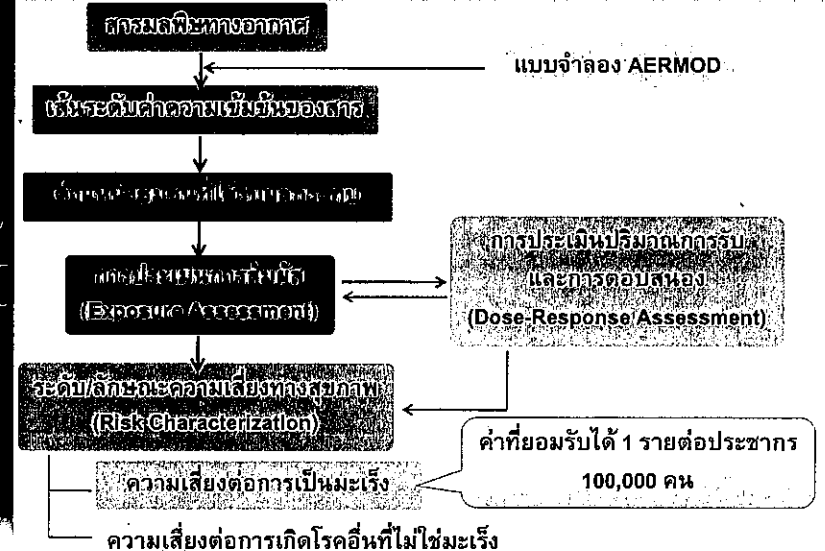 สารมลพิษทางอากาศ
แบบจำลอง AERMOD
เส้นระดับค่าความเข้มข้นของสาร
การประเมินการสัมผัส
(Exposure Assessment)
การประเมินปริมาณการรับ
และการตอบสนอง
(Dose-Response Assessment)
ระดับ/ลักษณะความเสี่ยงทางสุขภาพ
(Risk Characterization)
ค่าที่ยอมรับได้ 1 รายต่อประชากร
100,000 คน
ความเสี่ยงต่อการเป็นมะเร็ง
ความเสี่ยงต่อการเกิดโรคอื่นที่ไม่ใช่มะเร็ง